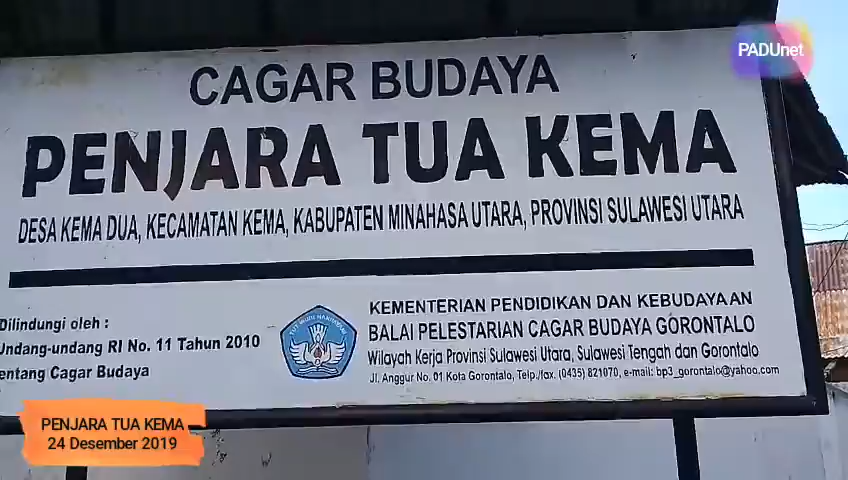 PADUnet
CAGAR BUDAYA
PENJARA TUA KEMA
DESA KEMA DUA, KECAMATAN KEMA, KABUPATEN MINAHASA UTARA, PROVINSI SULAWESI UTARA
Dilindungi oleh :
Undang-undang RI No. 11 Tahun 2010
entang Cagar Budaya
TUT WURI HANDAYANI
KEMENTERIAN PENDIDIKAN DAN KEBUDAYAAN
BALAI PELESTARIAN CAGAR BUDAYA GORONTALO
Wilayah Kerja Provinsi Sulawesi Utara, Sulawesi Tengah dan Gorontalo
Jl. Anggur No. 01 Kota Gorontalo, Telp./fax. (0435) 821070, e-mail: bp3_gorontalo@yahoo.com
PENJARA TUA KEMA
24 Desember 2019